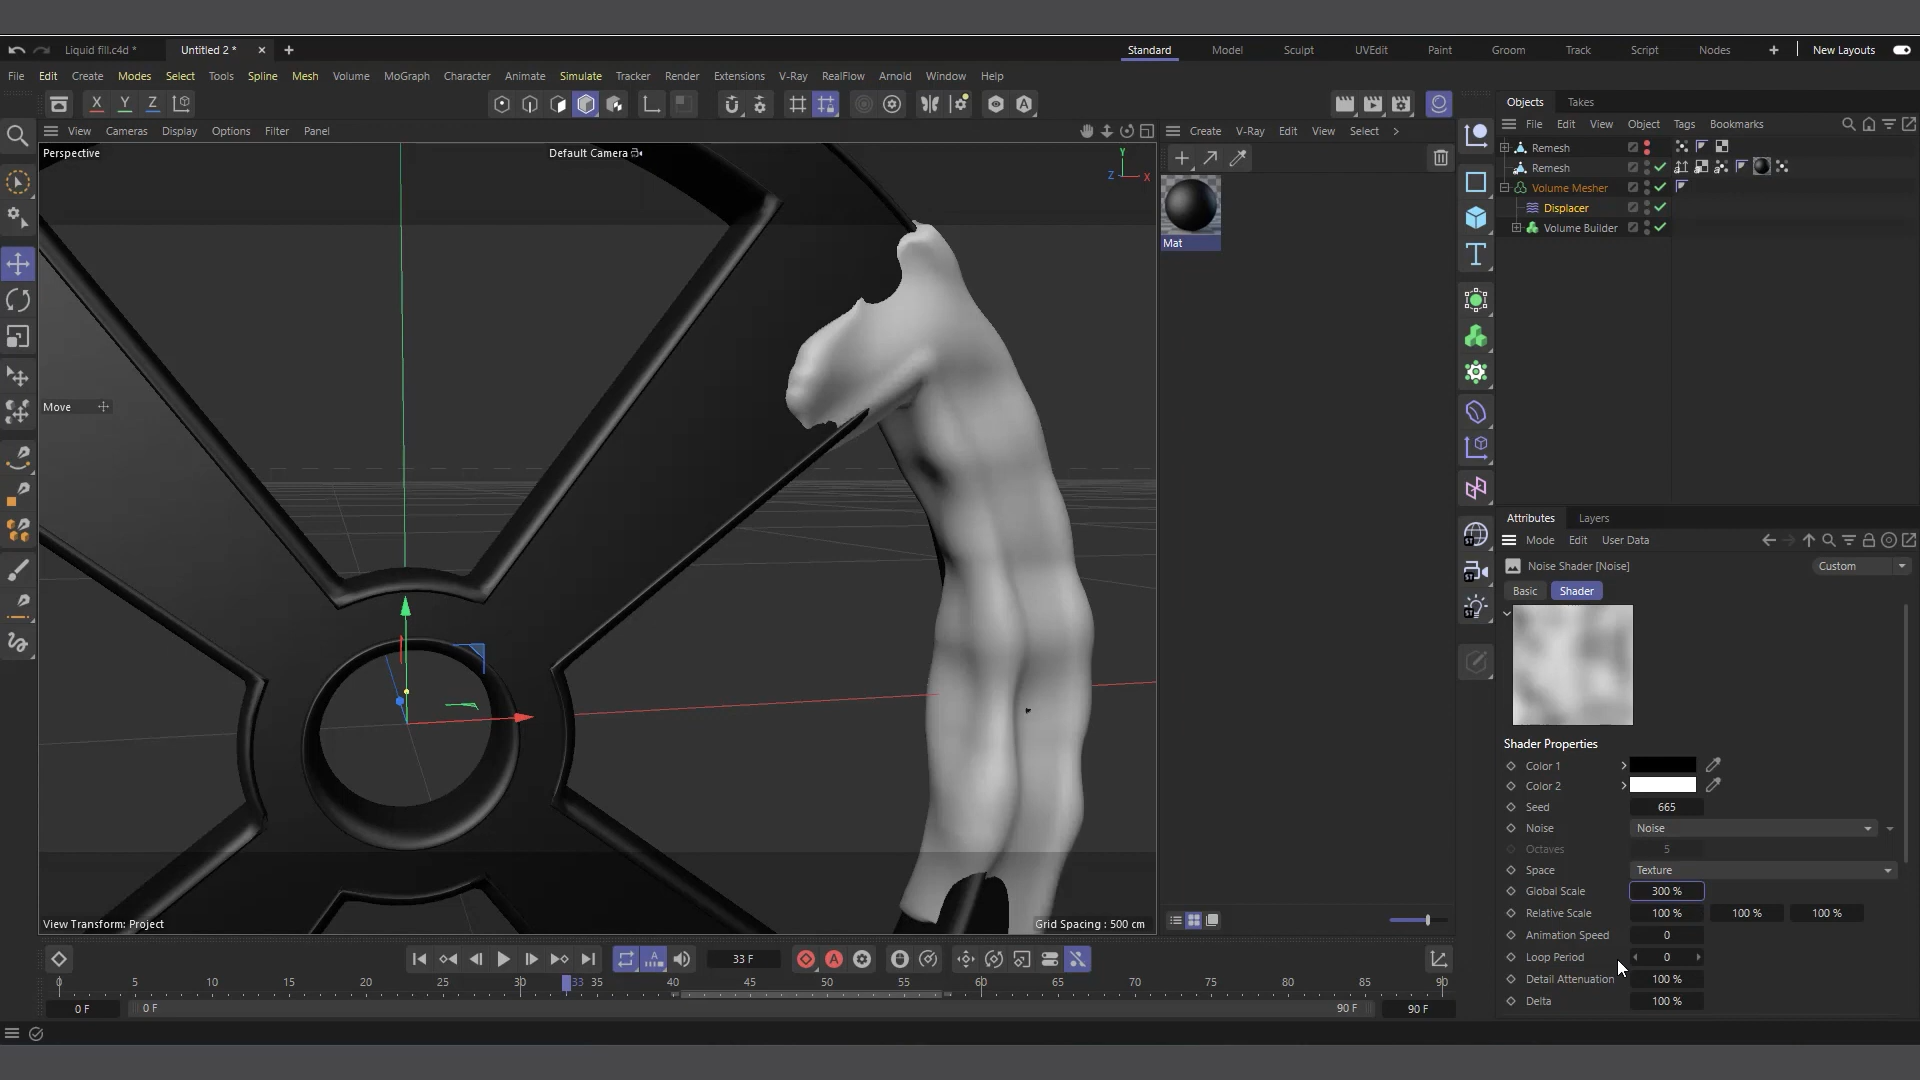 Liquid fill.c4d *
Untitled 2 *
Standard
Model
Sculpt
UVEdit
Paint
Groom
Track
Script
Nodes
New Layouts
File Edit Create Modes Select Tools Spline Mesh Volume MoGraph Character Animate Simulate Tracker Render Extensions V-Ray RealFlow Arnold Window Help
X Y Z
View Cameras Display Options Filter Panel
Create V-Ray Edit View Select
Perspective
Default Camera
Y
Z X
Move
View Transform: Project
Grid Spacing : 500 cm
Mat
Objects Takes
File Edit View Object Tags Bookmarks
Remesh
Remesh
Volume Mesher
Displacer
Volume Builder
Attributes Layers
Mode Edit User Data
Noise Shader [Noise]
Custom
Basic Shader
Shader Properties
Color 1
Color 2
Seed 665
Noise Noise
Octaves 5
Space Texture
Global Scale 300 %
Relative Scale 100 % 100 % 100 %
Animation Speed 0
Loop Period 0
Detail Attenuation 100 %
Delta 100 %
33 F
0 5 10 15 20 25 30 33 35 40 45 50 55 60 65 70 75 80 85 90
0 F 0 F 90 F 90 F